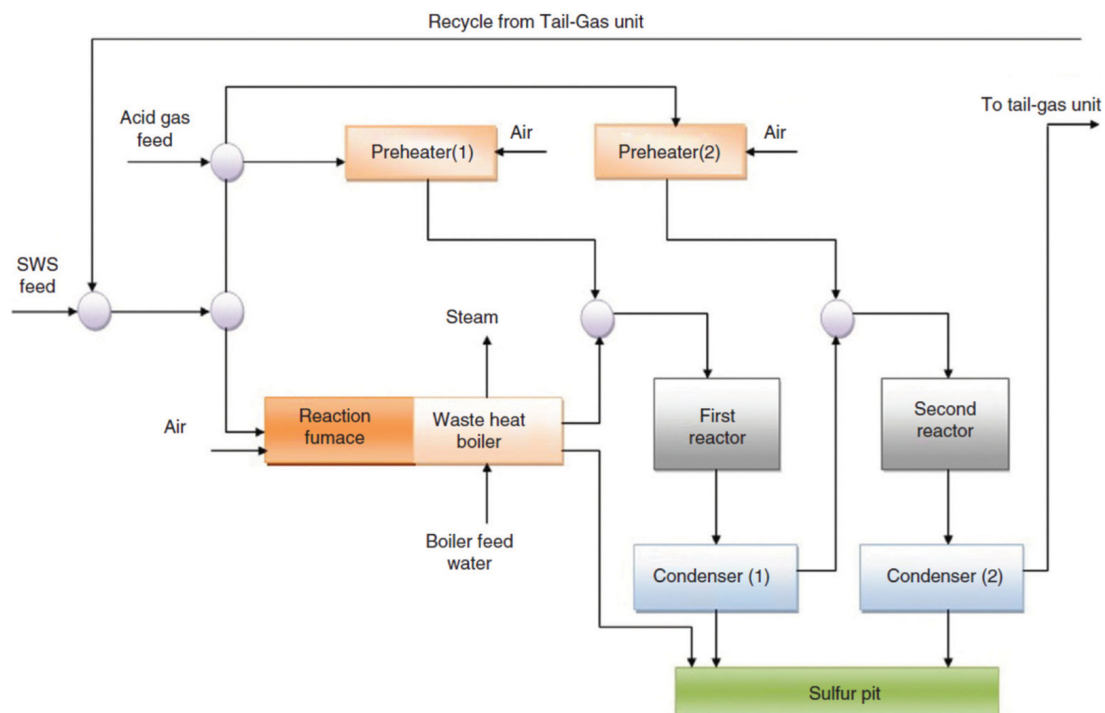 Recycle from Tail-Gas unit
To tail-gas unit
Acid gas
feed
Preheater(1)
Air
Preheater(2)
Air
SWS
feed
Steam
Air
Reaction
fumace
Waste heat
boiler
First
reactor
Second
reactor
Boiler feed
water
Condenser (1)
Condenser (2)
Sulfur pit